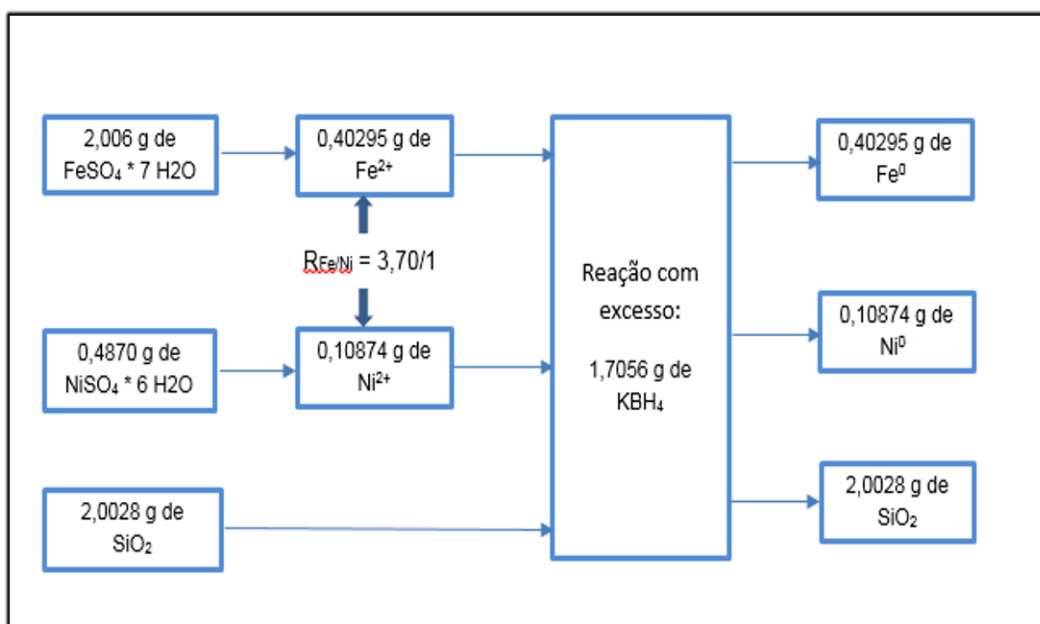 2,006 g de
FeSO₄ * 7 H2O
0,40295 g de
Fe²⁺
R_Fe/Ni = 3,70/1
0,4870 g de
NiSO₄ * 6 H2O
0,10874 g de
Ni²⁺
2,0028 g de
SiO₂
Reação com
excesso:
1,7056 g de
KBH₄
0,40295 g de
Fe⁰
0,10874 g de
Ni⁰
2,0028 g de
SiO₂